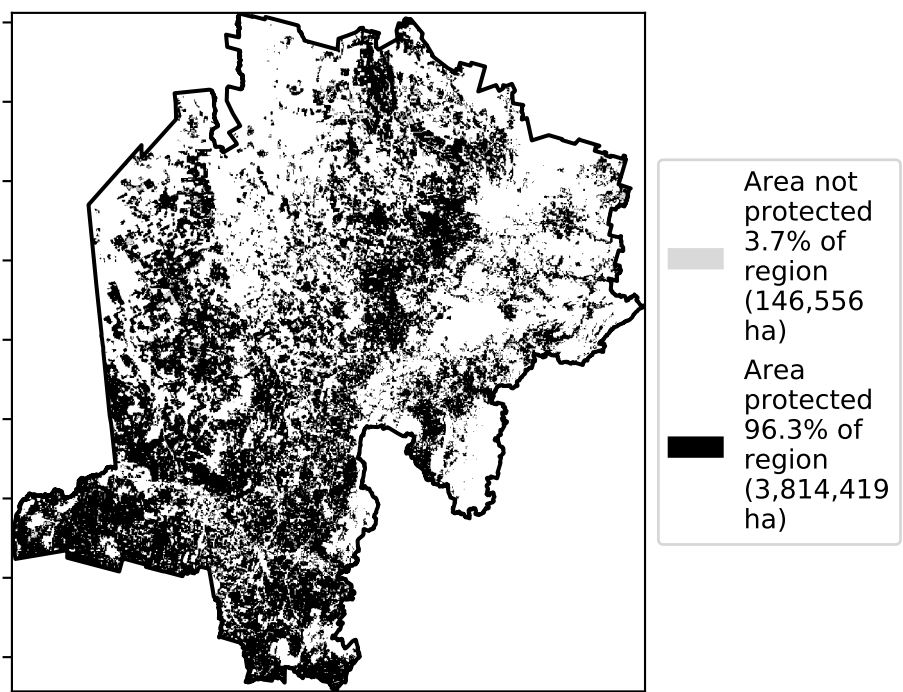 Area not
protected
3.7% of
region
(146,556
ha)
Area
protected
96.3% of
region
(3,814,419
ha)